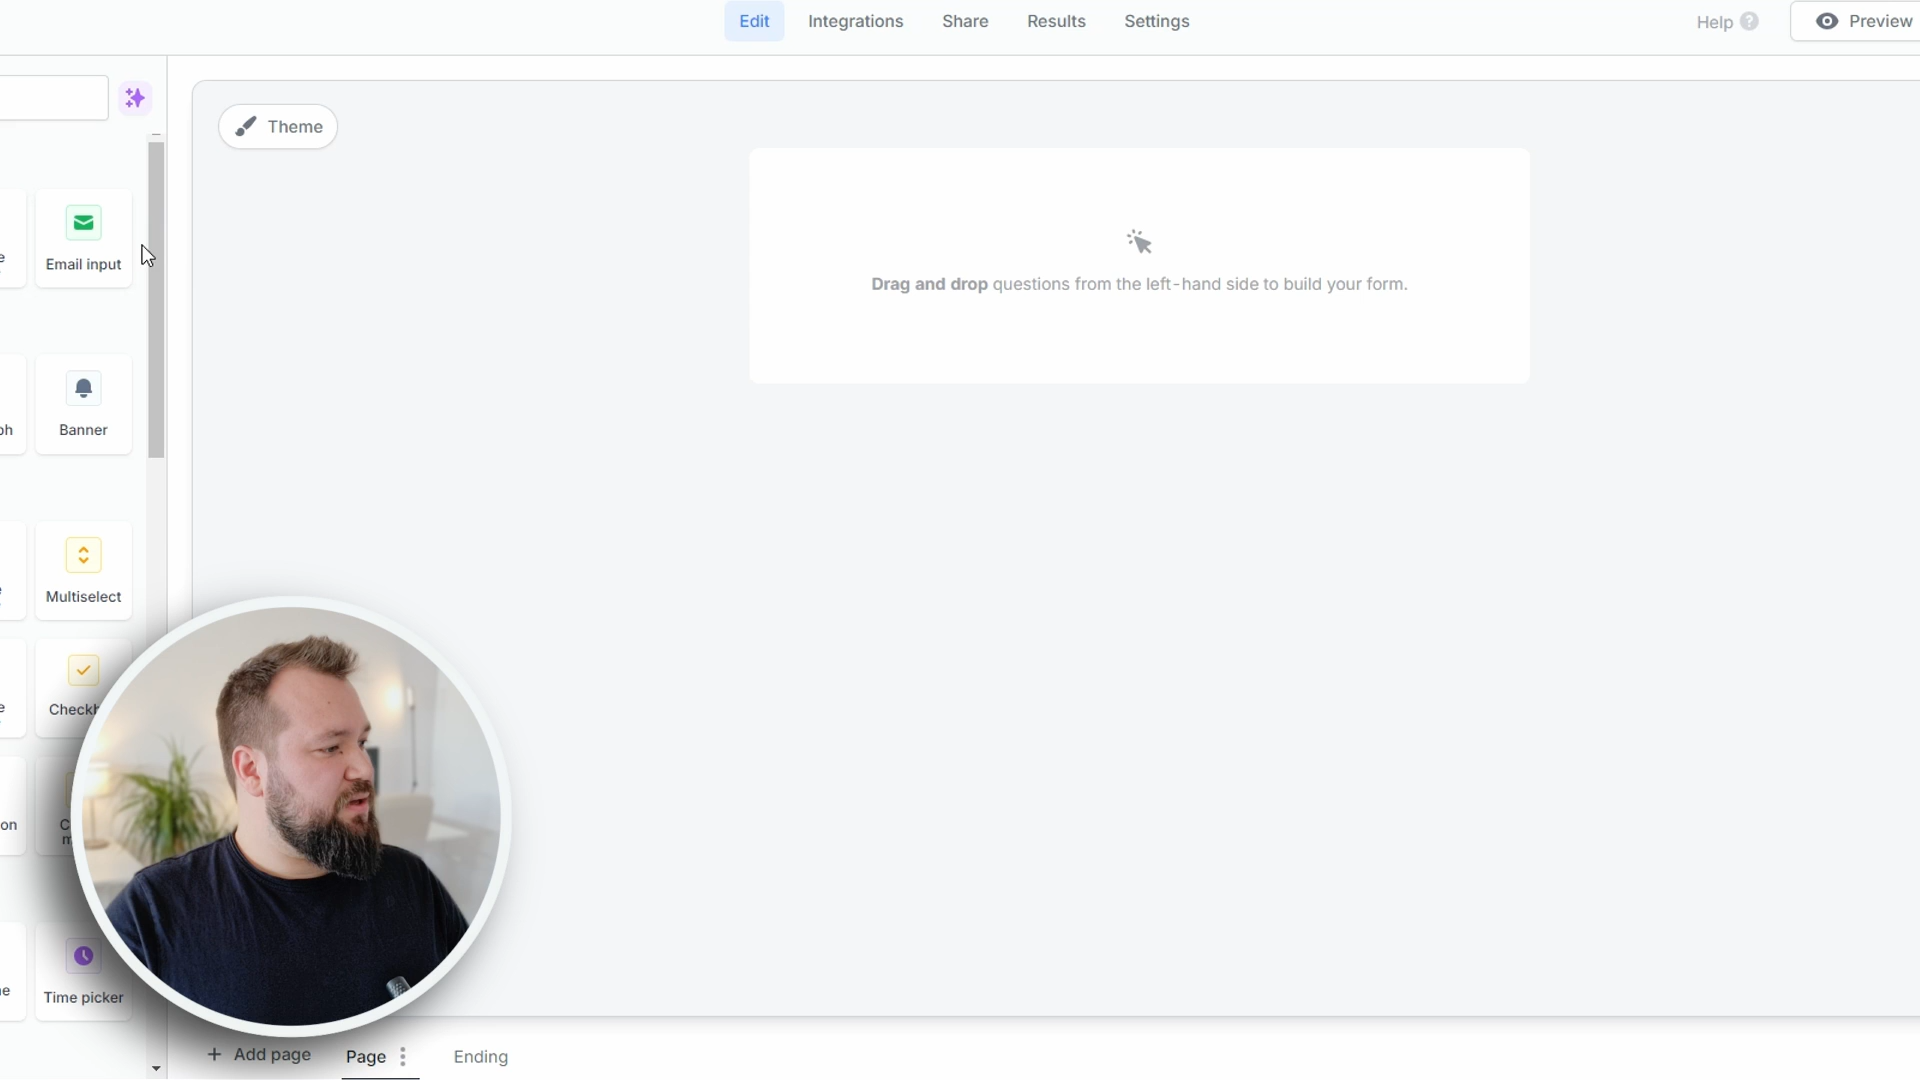 Edit Integrations Share Results Settings Help Preview
Theme
Email input
Drag and drop questions from the left-hand side to build your form.
Banner
Multiselect
Time picker
Add page Page Ending